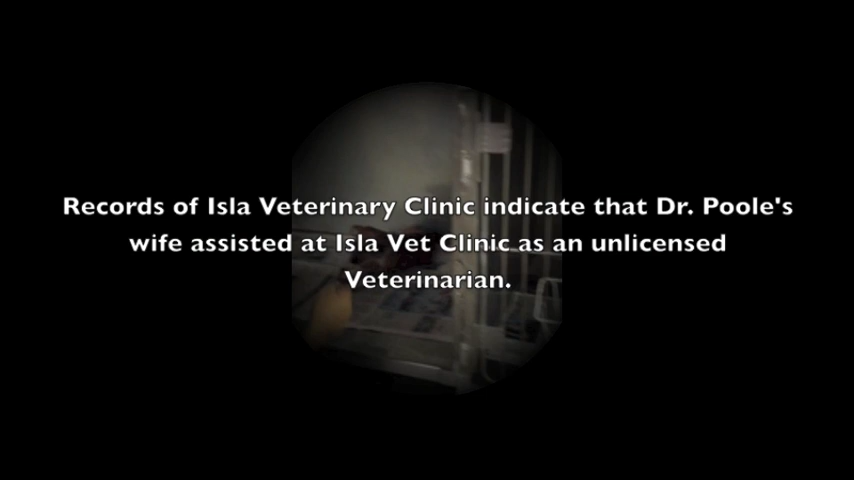 Records of Isla Veterinary Clinic indicate that Dr. Poole's
wife assisted at Isla Vet Clinic as an unlicensed
Veterinarian.